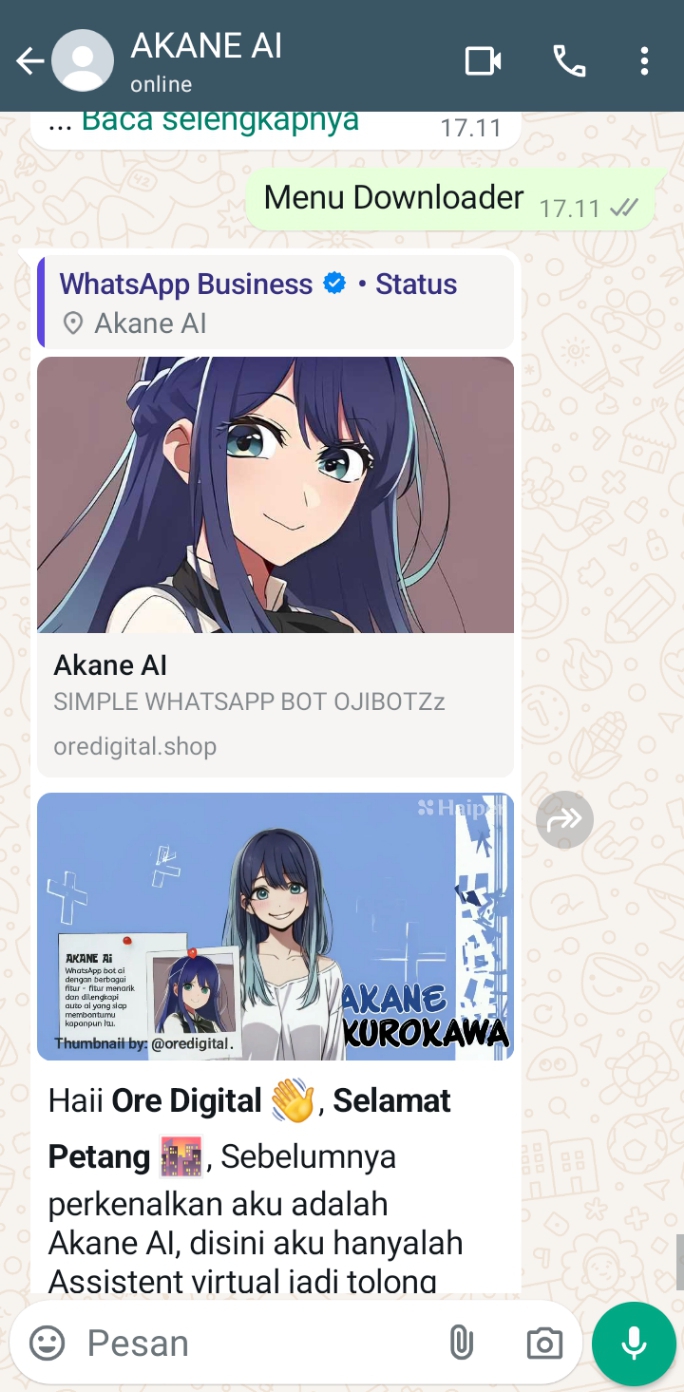 AKANE AI
online
... Baca selengkapnya 17.11
Menu Downloader 17.11
WhatsApp Business • Status
Akane AI
Akane AI
SIMPLE WHATSAPP BOT OJIBOTZz
oredigital.shop
Haiper
AKANE Ai
WhatsApp bot ai
dengan berbagai
fitur - fitur menarik
dan dilengkapi
auto ai yang siap
membantumu
kapanpun itu.
Thumbnail by: @oredigital.
AKANE
KUROKAWA
Haii Ore Digital 👋, Selamat
Petang 🌆, Sebelumnya
perkenalkan aku adalah
Akane AI, disini aku hanyalah
Assistent virtual jadi tolong
Pesan